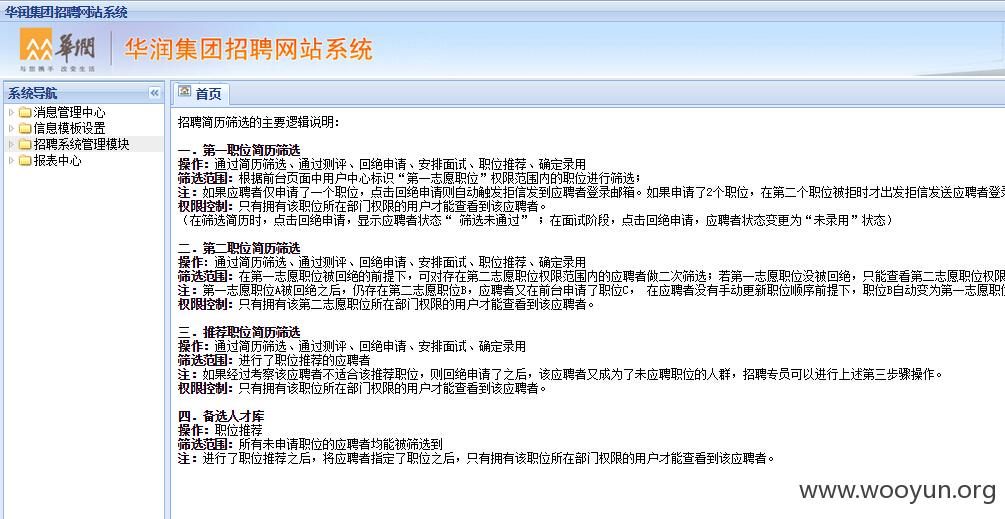 华润集团招聘网站系统
华润
与您携手 改变生活
华润集团招聘网站系统
系统导航
首页
消息管理中心
信息模板设置
招聘系统管理模块
报表中心
招聘简历筛选的主要逻辑说明：
一．第一职位简历筛选
操作：通过简历筛选、通过测评、回绝申请、安排面试、职位推荐、确定录用
筛选范围：根据前台页面中用户中心标识“第一志愿职位”权限范围内的职位进行筛选；
注：如果应聘者仅申请了一个职位，点击回绝申请则自动触发拒信发到应聘者登录邮箱。如果申请了2个职位，在第二个职位被拒时才出发拒信发送应聘者登录
权限控制：只有拥有该职位所在部门权限的用户才能查看到该应聘者。
（在筛选简历时，点击回绝申请，显示应聘者状态“ 筛选未通过” ；在面试阶段，点击回绝申请，应聘者状态变更为“未录用”状态）
二．第二职位简历筛选
操作：通过简历筛选、通过测评、回绝申请、安排面试、职位推荐、确定录用
筛选范围：在第一志愿职位被回绝的前提下，可对存在第二志愿职位权限范围内的应聘者做二次筛选；若第一志愿职位没被回绝，只能查看第二志愿职位权限
注：第一志愿职位A被回绝之后，仍存在第二志愿职位B，应聘者又在前台申请了职位C， 在应聘者没有手动更新职位顺序前提下，职位B自动变为第一志愿职位
权限控制：只有拥有该第二志愿职位所在部门权限的用户才能查看到该应聘者。
三．推荐职位简历筛选
操作：通过简历筛选、通过测评、回绝申请、安排面试、确定录用
筛选范围：进行了职位推荐的应聘者
注：如果经过考察该应聘者不适合该推荐职位，则回绝申请了之后，该应聘者又成为了未应聘职位的人群，招聘专员可以进行上述第三步骤操作。
权限控制：只有拥有该职位所在部门权限的用户才能查看到该应聘者。
四．备选人才库
操作：职位推荐
筛选范围：所有未申请职位的应聘者均能被筛选到
注：进行了职位推荐之后，将应聘者指定了职位之后，只有拥有该职位所在部门权限的用户才能查看到该应聘者。
www.wooyun.org